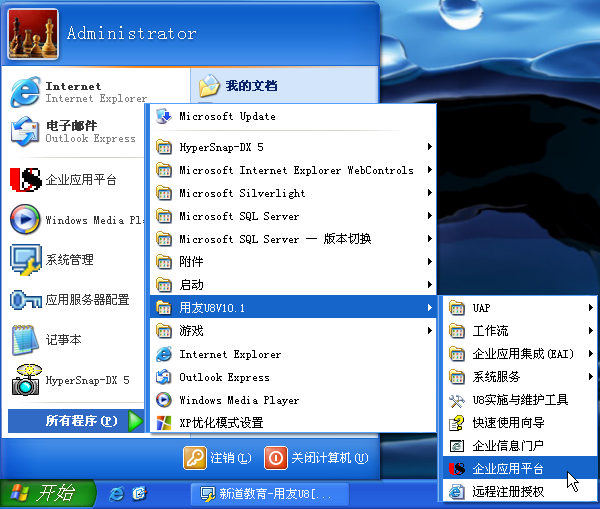 Administrator
Internet
Internet Explorer
电子邮件
Outlook Express
企业应用平台
Windows Media Pl
系统管理
应用服务器配置
记事本
HyperSnap-DX 5
所有程序(P)
我的文档
Microsoft Update
HyperSnap-DX 5
Microsoft Internet Explorer WebControls
Microsoft Silverlight
Microsoft SQL Server
Microsoft SQL Server — 版本切换
附件
启动
用友U8V10.1
游戏
Internet Explorer
Outlook Express
Windows Media Player
XP优化模式设置
UAP
工作流
企业应用集成(EAI)
系统服务
U8实施与维护工具
快速使用向导
企业信息门户
企业应用平台
远程注册授权
注销(L)
关闭计算机(U)
开始
新道教育-用友U8[...